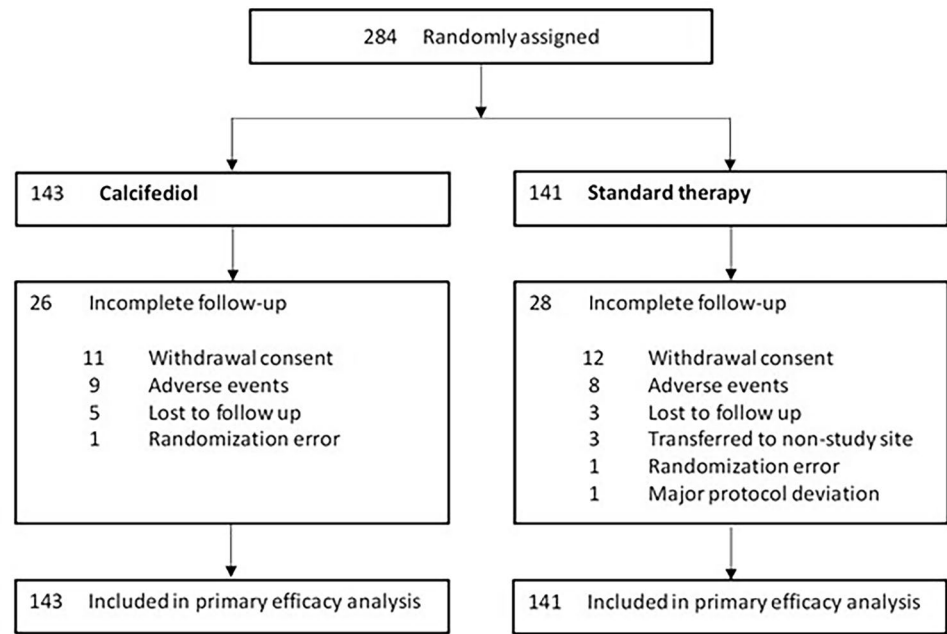 284 Randomly assigned
143 Calcifediol
141 Standard therapy
26 Incomplete follow-up
11 Withdrawal consent
9 Adverse events
5 Lost to follow up
1 Randomization error
28 Incomplete follow-up
12 Withdrawal consent
8 Adverse events
3 Lost to follow up
3 Transferred to non-study site
1 Randomization error
1 Major protocol deviation
143 Included in primary efficacy analysis
141 Included in primary efficacy analysis